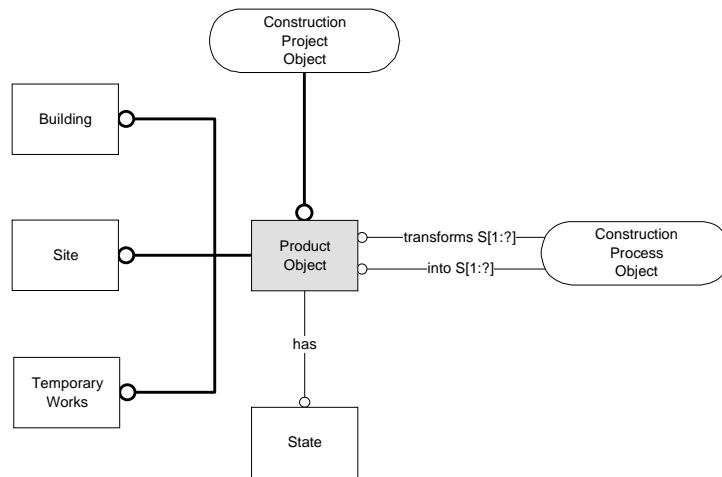 Construction
Project
Object
Building
Site
Product
Object
transforms S[1:?]
into S[1:?]
Construction
Process
Object
has
Temporary
Works
State